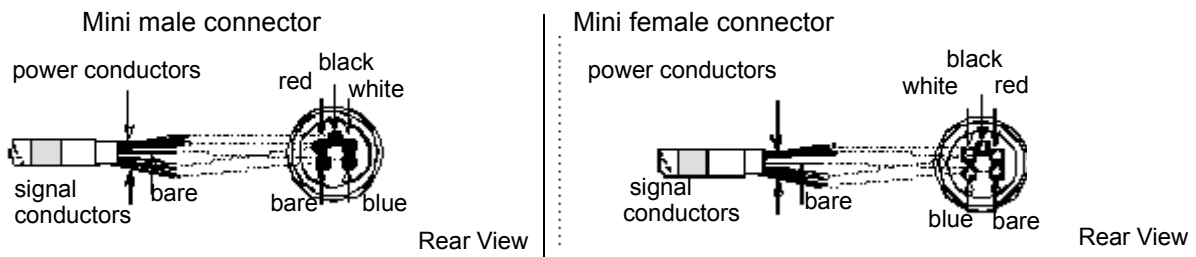 Mini male connector
power conductors
black
red
white
signal
conductors
bare
bare
blue
Rear View
Mini female connector
power conductors
white
red
signal
conductors
bare
blue
bare
Rear View